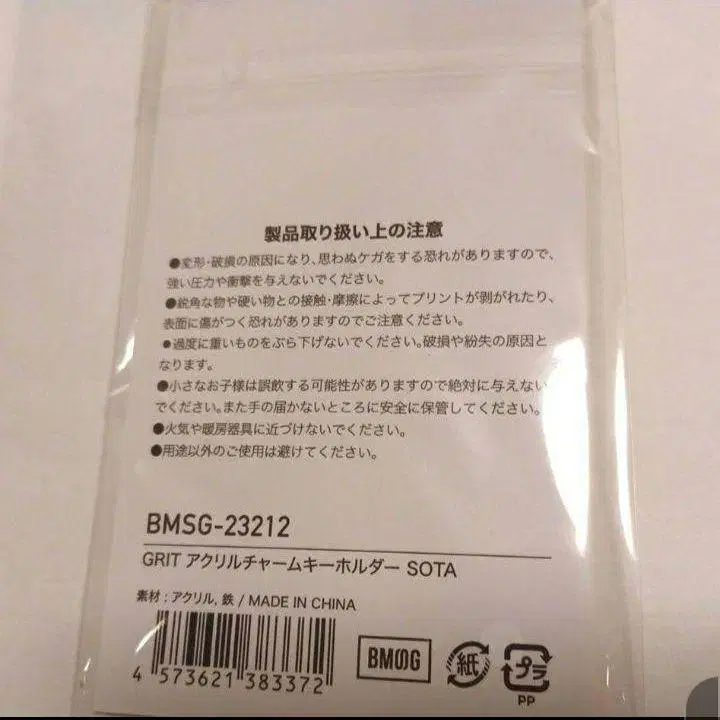 製品取り扱い上の注意
●変形・破損の原因になり、思わぬケガをする恐れがありますので、
強い圧力や衝撃を与えないでください。
●鋭角な物や硬い物との接触・摩擦によってプリントが剥がれたり、
表面に傷がつく恐れがありますのでご注意ください。
●過度に重いものをぶら下げないでください。破損や紛失の原因と
なります。
●小さなお子様は誤飲する可能性がありますので絶対に与えない
でください。また手の届かないところに安全に保管してください。
●火気や暖房器具に近づけないでください。
●用途以外のご使用は避けてください。
BMSG-23212
GRIT アクリルチャームキーホルダー SOTA
素材 : アクリル, 鉄 / MADE IN CHINA
4 573621 383372
BMSG
紙
プラ
PP